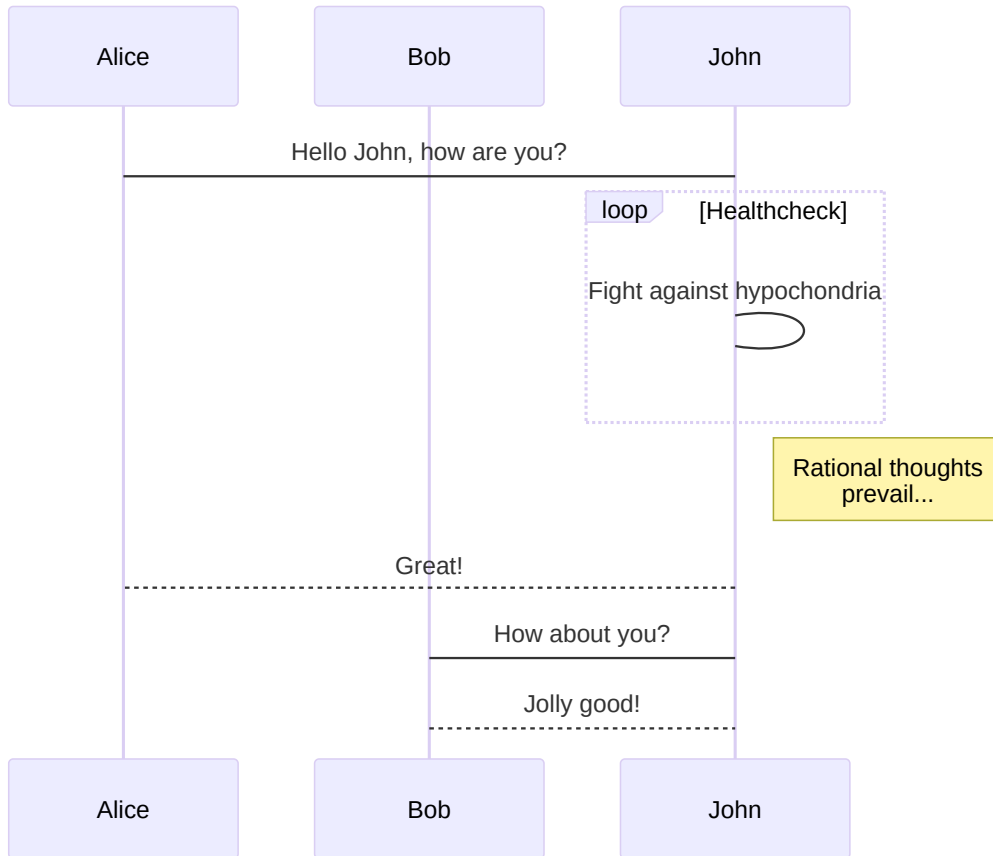 Alice
Bob
John
Hello John, how are you?
loop
[Healthcheck]
Fight against hypochondria
Rational thoughts
prevail...
Great!
How about you?
Jolly good!
Alice
Bob
John